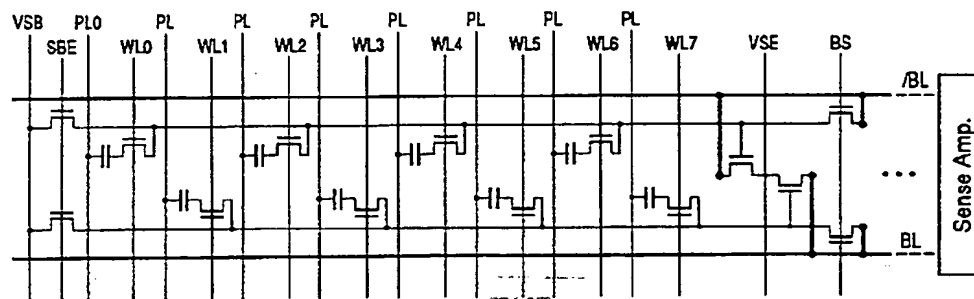 PL PL PL PL PL PL PL
VSB PL0
SBE WL0 WL1 WL2 WL3 WL4 WL5 WL6 WL7 VSE BS
/BL
BL
Sense Amp.